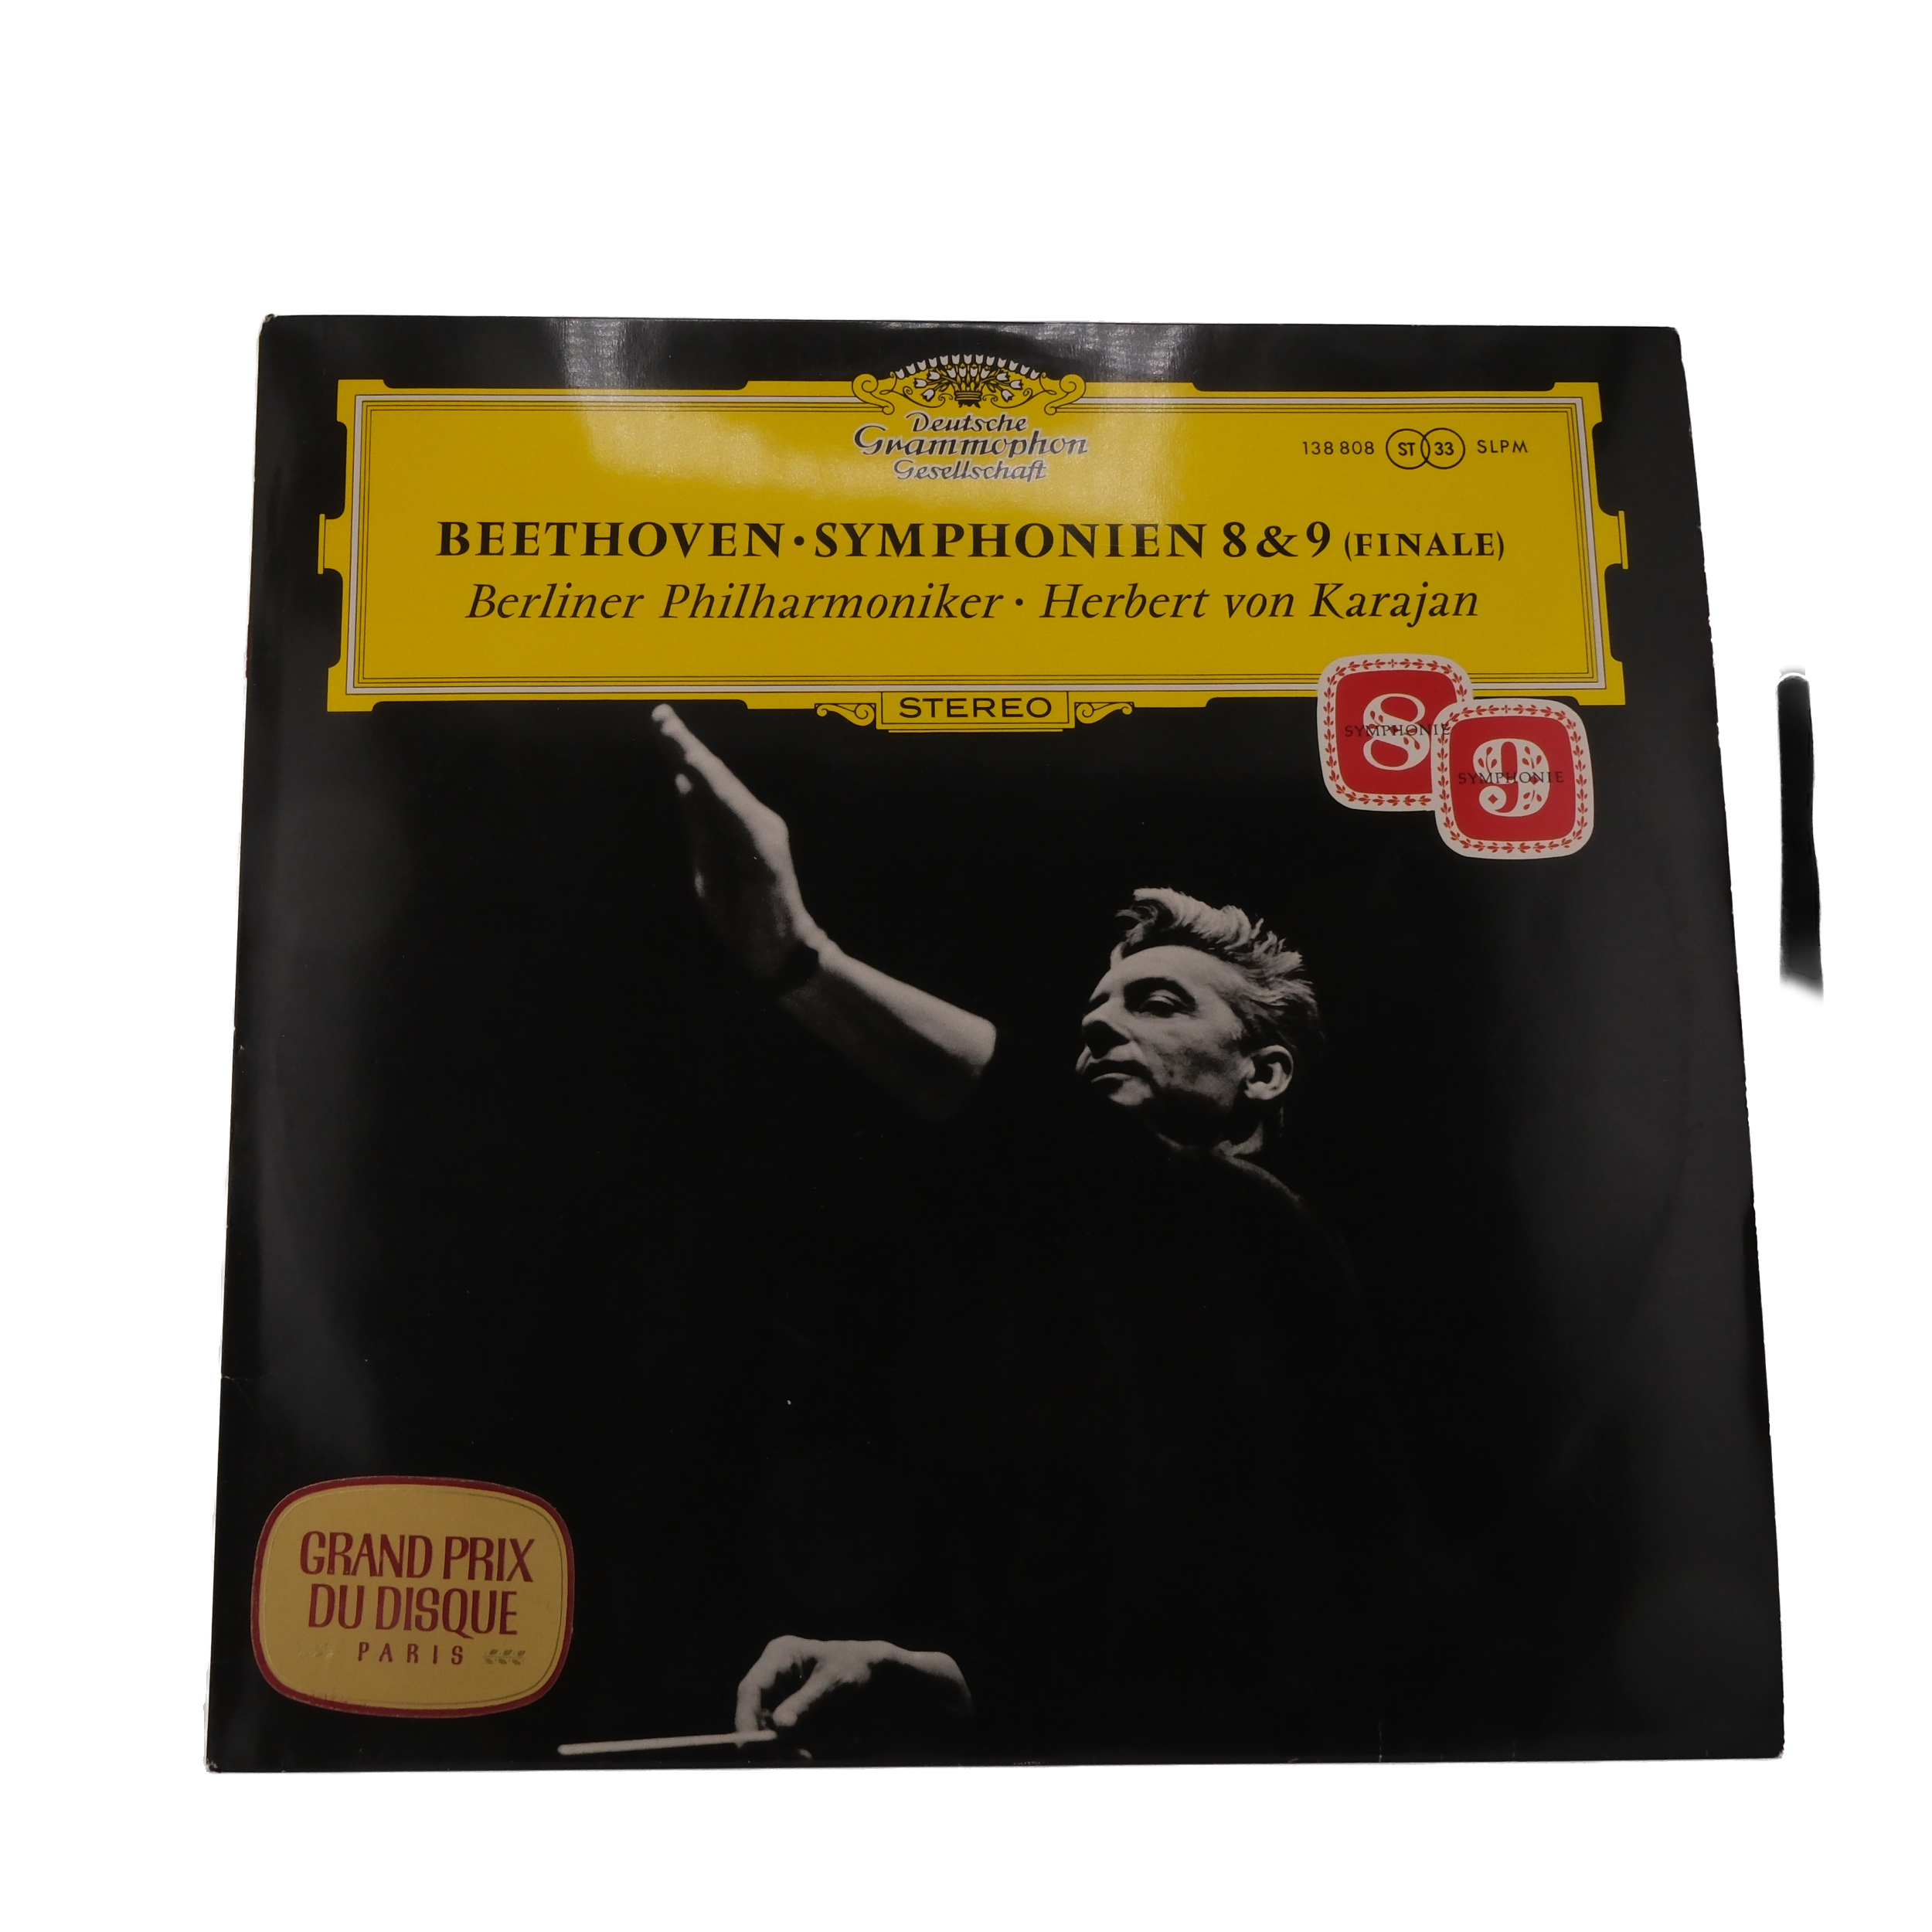 Deutsche
Grammophon
Gesellschaft
138 808 ST 33 SLPM
BEETHOVEN · SYMPHONIEN 8 & 9 (FINALE)
Berliner Philharmoniker · Herbert von Karajan
STEREO
8
SYMPHONIE
9
SYMPHONIE
GRAND PRIX
DU DISQUE
PARIS